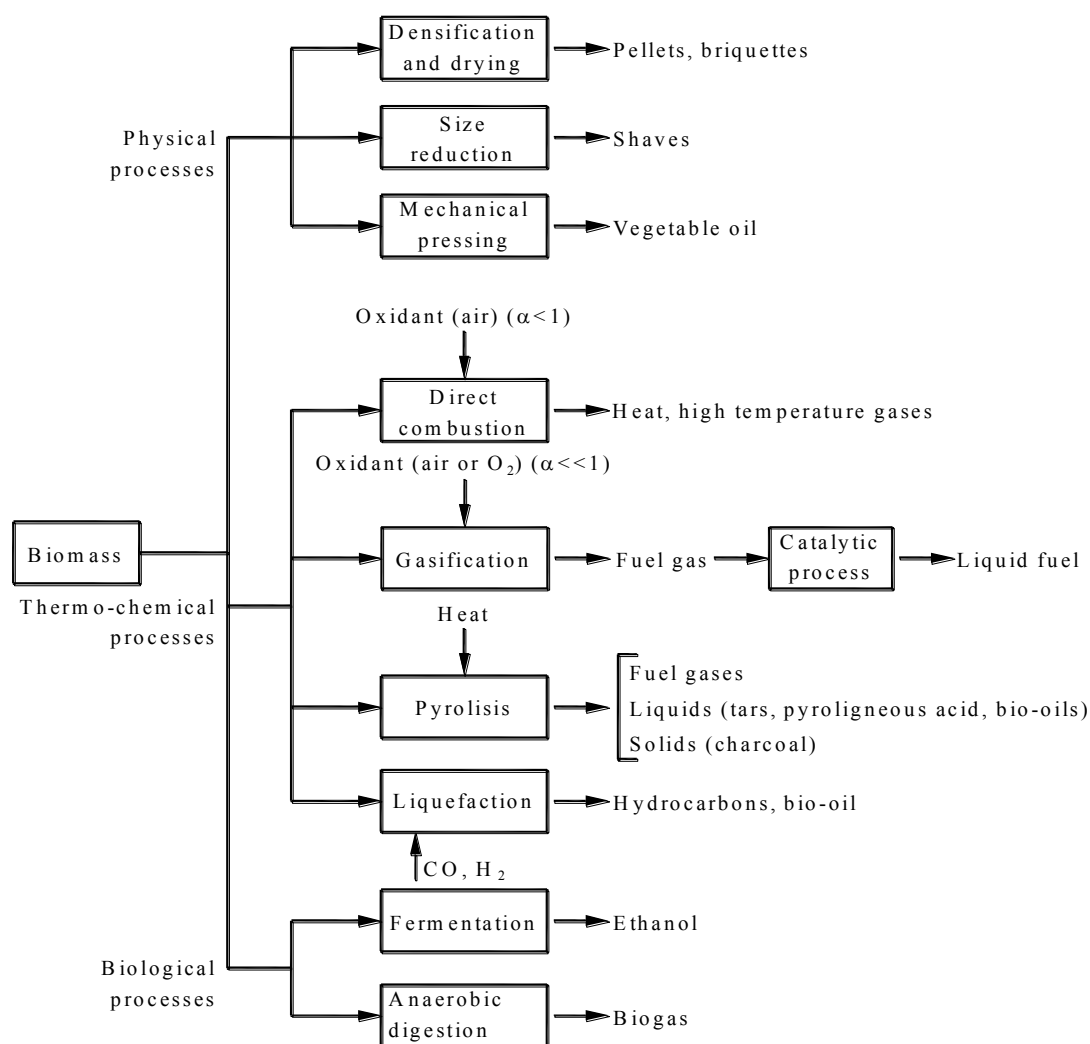 Densification
and drying
Pellets, briquettes
Physical
processes
Size
reduction
Shaves
Mechanical
pressing
Vegetable oil
Oxidant (air) (α<1)
Direct
combustion
Heat, high temperature gases
Oxidant (air or O₂) (α<<1)
Biomass
Gasification
Fuel gas
Catalytic
process
Liquid fuel
Thermo-chemical
processes
Heat
Pyrolisis
Fuel gases
Liquids (tars, pyroligneous acid, bio-oils)
Solids (charcoal)
Liquefaction
Hydrocarbons, bio-oil
CO, H₂
Fermentation
Ethanol
Biological
processes
Anaerobic
digestion
Biogas